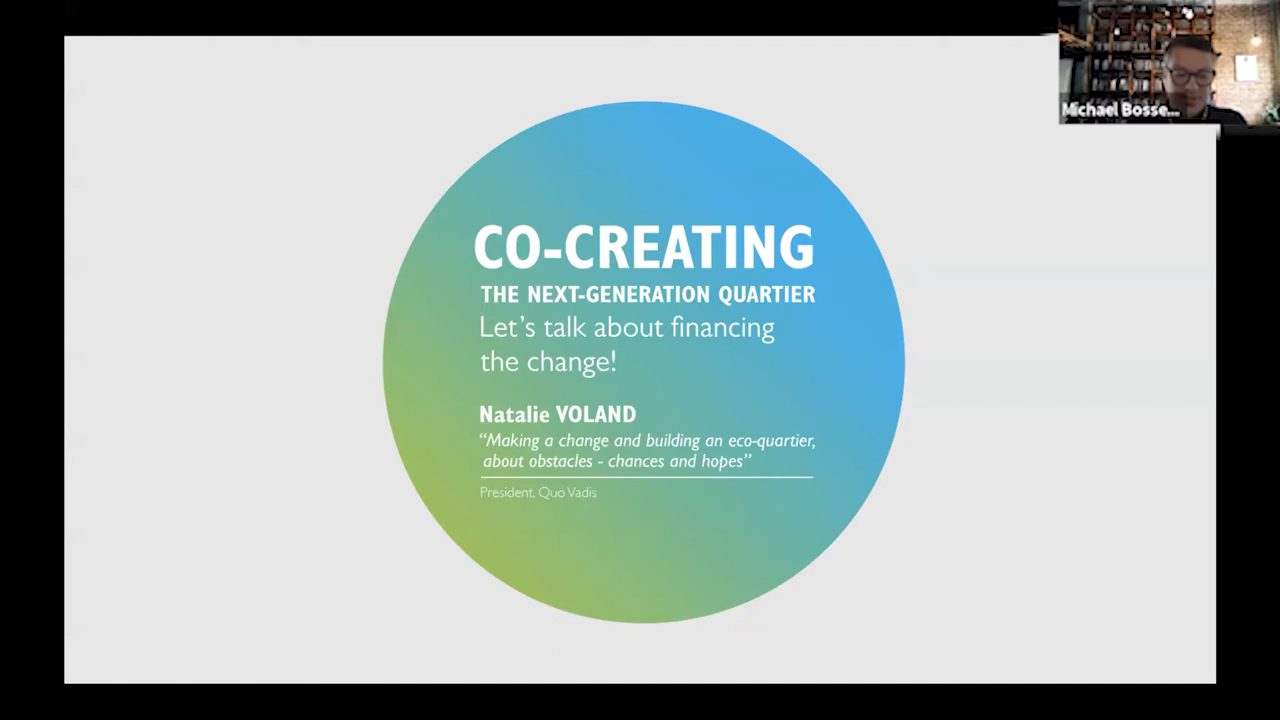 Michael Bosse...
CO-CREATING
THE NEXT-GENERATION QUARTIER
Let's talk about financing
the change!
Natalie VOLAND
“Making a change and building an eco-quartier,
about obstacles - chances and hopes”
President, Quo Vadis